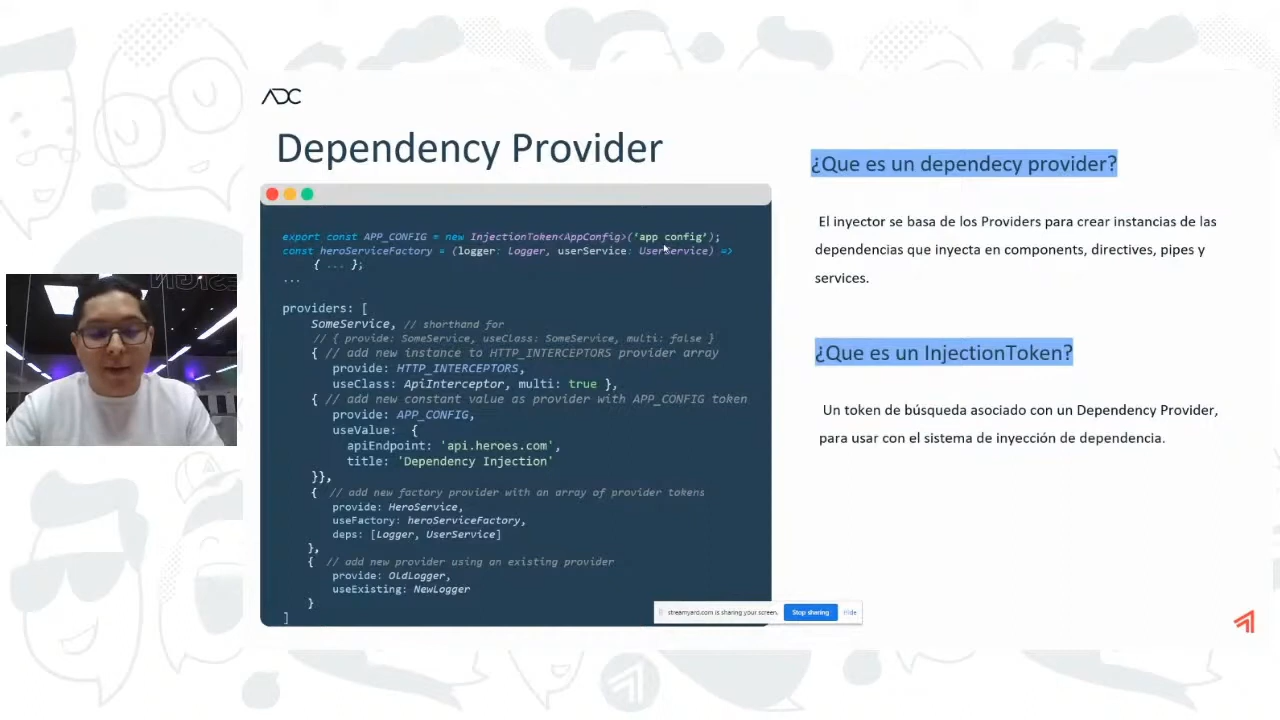 ADC
Dependency Provider
export const APP_CONFIG = new InjectionToken<AppConfig>('app config');
const heroServiceFactory = (logger: Logger, userService: UserService) =>
{ ... };
...
providers: [
SomeService, // shorthand for
// { provide: SomeService, useClass: SomeService, multi: false }
{ // add new instance to HTTP_INTERCEPTORS provider array
provide: HTTP_INTERCEPTORS,
useClass: ApiInterceptor, multi: true },
{ // add new constant value as provider with APP_CONFIG token
provide: APP_CONFIG,
useValue: {
apiEndpoint: 'api.heroes.com',
title: 'Dependency Injection'
}},
{ // add new factory provider with an array of provider tokens
provide: HeroService,
useFactory: heroServiceFactory,
deps: [Logger, UserService]
},
{ // add new provider using an existing provider
provide: OldLogger,
useExisting: NewLogger
}
]
¿Que es un dependecy provider?
El inyector se basa de los Providers para crear instancias de las
dependencias que inyecta en components, directives, pipes y
services.
¿Que es un InjectionToken?
Un token de búsqueda asociado con un Dependency Provider,
para usar con el sistema de inyección de dependencia.
streamyard.com is sharing your screen.
Stop sharing
Hide